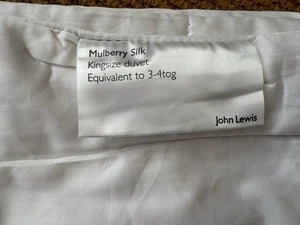 Mulberry Silk
Kingsize duvet
Equivalent to 3-4tog
John Lewis